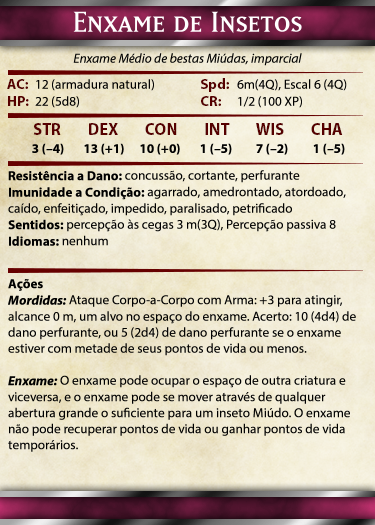 Enxame de Insetos
Enxame Médio de bestas Miúdas, imparcial
AC: 12 (armadura natural) Spd: 6m(4Q), Escal 6 (4Q)
HP: 22 (5d8) CR: 1/2 (100 XP)
STR DEX CON INT WIS CHA
3 (–4) 13 (+1) 10 (+0) 1 (–5) 7 (–2) 1 (–5)
Resistência a Dano: concussão, cortante, perfurante
Imunidade a Condição: agarrado, amedrontado, atordoado,
caído, enfeitiçado, impedido, paralisado, petrificado
Sentidos: percepção às cegas 3 m(3Q), Percepção passiva 8
Idiomas: nenhum
Ações
Mordidas: Ataque Corpo-a-Corpo com Arma: +3 para atingir,
alcance 0 m, um alvo no espaço do enxame. Acerto: 10 (4d4) de
dano perfurante, ou 5 (2d4) de dano perfurante se o enxame
estiver com metade de seus pontos de vida ou menos.
Enxame: O enxame pode ocupar o espaço de outra criatura e
viceversa, e o enxame pode se mover através de qualquer
abertura grande o suficiente para um inseto Miúdo. O enxame
não pode recuperar pontos de vida ou ganhar pontos de vida
temporários.